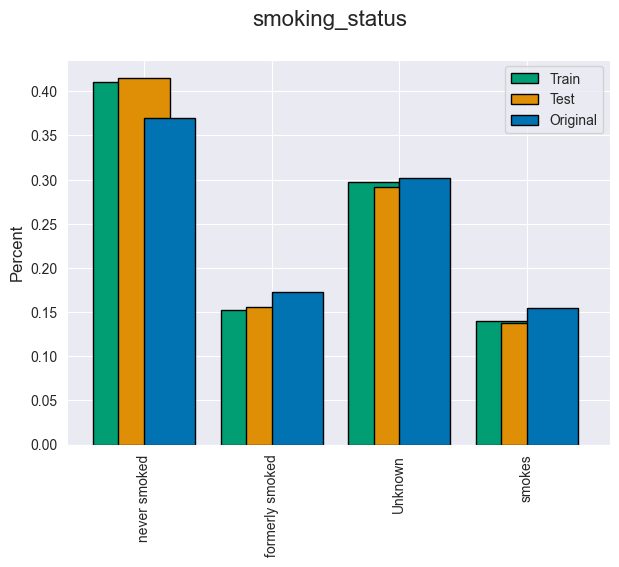 smoking_status
Train
Test
Original
Percent
0.40
0.35
0.30
0.25
0.20
0.15
0.10
0.05
0.00
never smoked
formerly smoked
Unknown
smokes